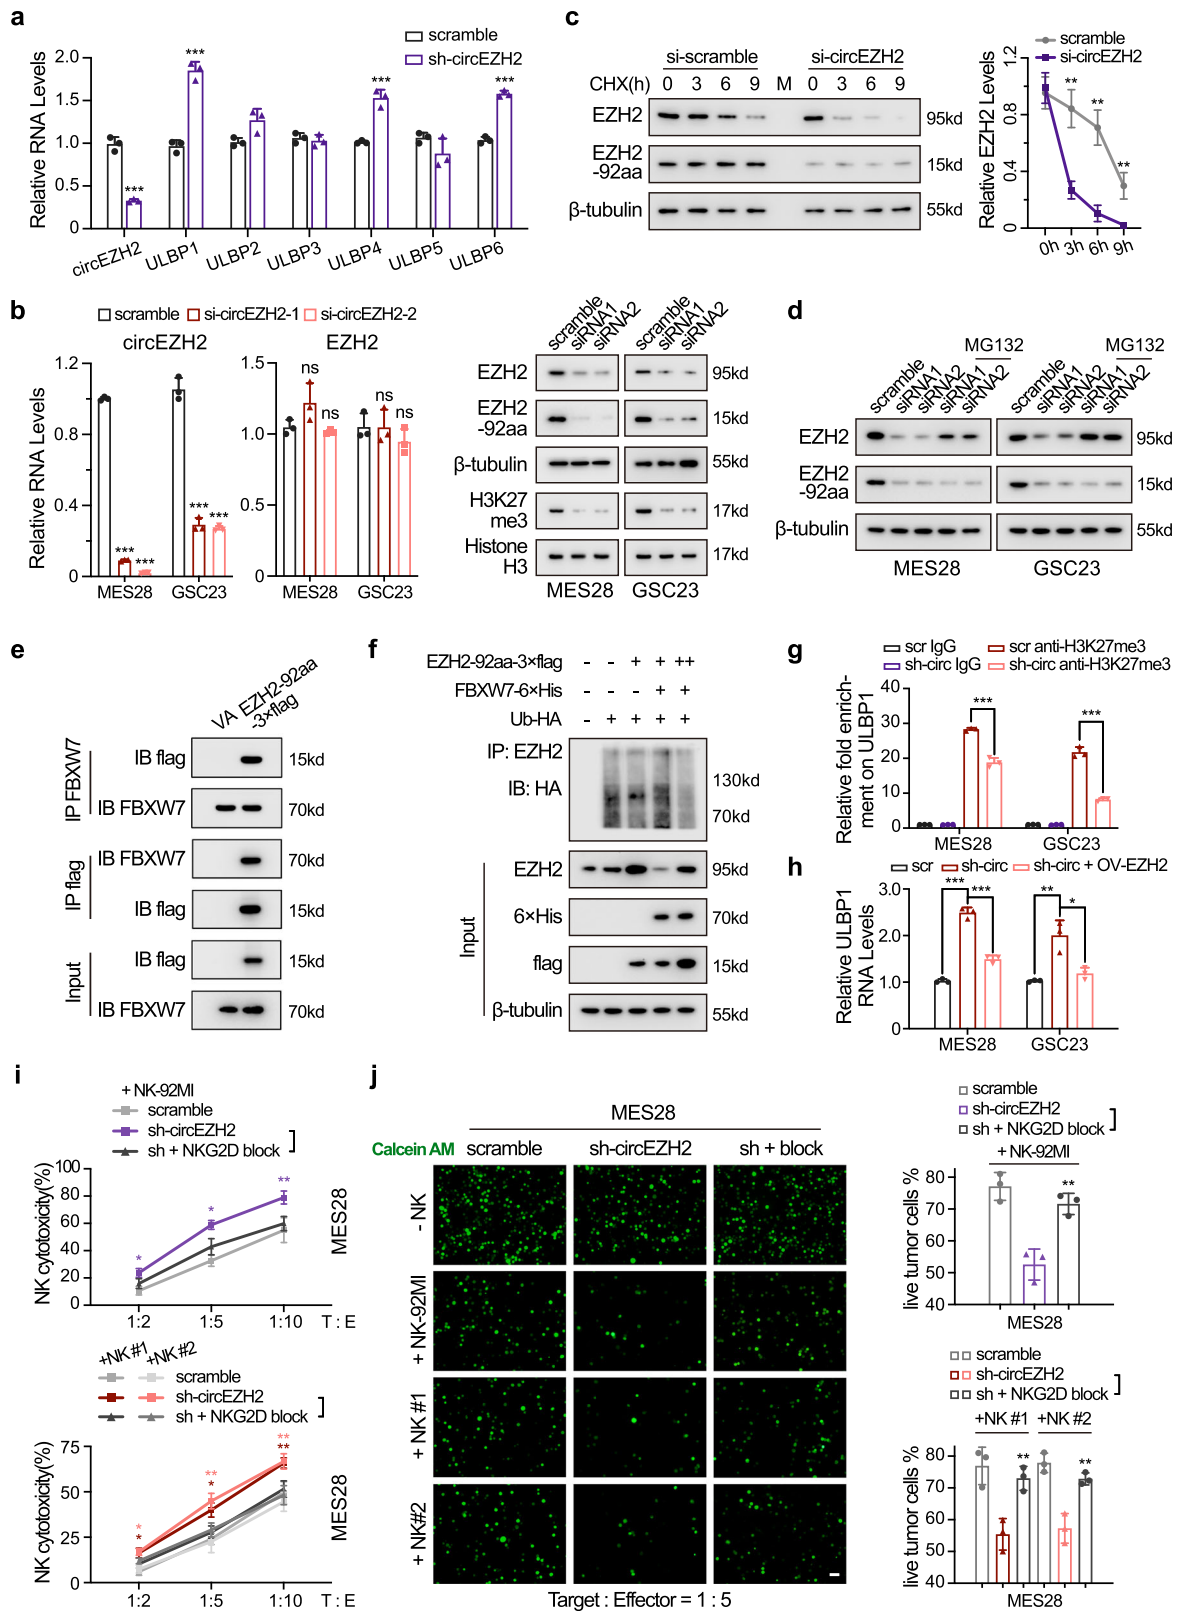 a
scramble
sh-circEZH2
Relative RNA Levels
2.0
1.5
1.0
0.5
0
***
***
***
***
circEZH2
ULBP1
ULBP2
ULBP3
ULBP4
ULBP5
ULBP6
c
si-scramble
si-circEZH2
CHX(h)
0 3 6 9 M 0 3 6 9
EZH2
95kd
EZH2
-92aa
15kd
β-tubulin
55kd
scramble
si-circEZH2
Relative EZH2 Levels
1.2
0.8
0.4
0
**
**
**
0h 3h 6h 9h
b
scramble si-circEZH2-1 si-circEZH2-2
circEZH2
Relative RNA Levels
1.2
0.8
0.4
0
***
***
***
***
MES28 GSC23
EZH2
1.5
1.0
0.5
0
ns
ns
ns
ns
MES28 GSC23
scramble
siRNA1
siRNA2
scramble
siRNA1
siRNA2
EZH2
95kd
EZH2
-92aa
15kd
β-tubulin
55kd
H3K27
me3
17kd
Histone
H3
17kd
MES28 GSC23
d
MG132
MG132
scramble
siRNA1
siRNA2
siRNA1
siRNA2
scramble
siRNA1
siRNA2
siRNA1
siRNA2
EZH2
95kd
EZH2
-92aa
15kd
β-tubulin
55kd
MES28 GSC23
e
VA
EZH2-92aa
-3×flag
IP FBXW7
IB flag
15kd
IB FBXW7
70kd
IP flag
IB FBXW7
70kd
IB flag
15kd
Input
IB flag
15kd
IB FBXW7
70kd
f
EZH2-92aa-3×flag - - + + ++
FBXW7-6×His - - - + +
Ub-HA - + + + +
IP: EZH2
IB: HA
130kd
70kd
Input
EZH2
95kd
6×His
70kd
flag
15kd
β-tubulin
55kd
g
scr IgG scr anti-H3K27me3
sh-circ IgG sh-circ anti-H3K27me3
Relative fold enrich-
ment on ULBP1
40
30
20
10
0
***
***
MES28 GSC23
h
scr sh-circ sh-circ + OV-EZH2
Relative ULBP1
RNA Levels
3.0
2.0
1.0
0
***
***
**
*
MES28 GSC23
i
+ NK-92MI
scramble
sh-circEZH2
sh + NKG2D block
NK cytotoxicity(%)
100
80
60
40
20
0
*
*
**
1:2 1:5 1:10 T : E
MES28
+NK #1 +NK #2
scramble
sh-circEZH2
sh + NKG2D block
NK cytotoxicity(%)
75
50
25
0
*
*
**
*
**
**
1:2 1:5 1:10 T : E
MES28
j
MES28
Calcein AM scramble sh-circEZH2 sh + block
- NK
+ NK-92MI
+ NK #1
+ NK#2
Target : Effector = 1 : 5
scramble
sh-circEZH2
sh + NKG2D block
+ NK-92MI
live tumor cells %
80
70
60
50
40
**
MES28
scramble
sh-circEZH2
sh + NKG2D block
+NK #1 +NK #2
live tumor cells %
80
70
60
50
40
**
**
MES28